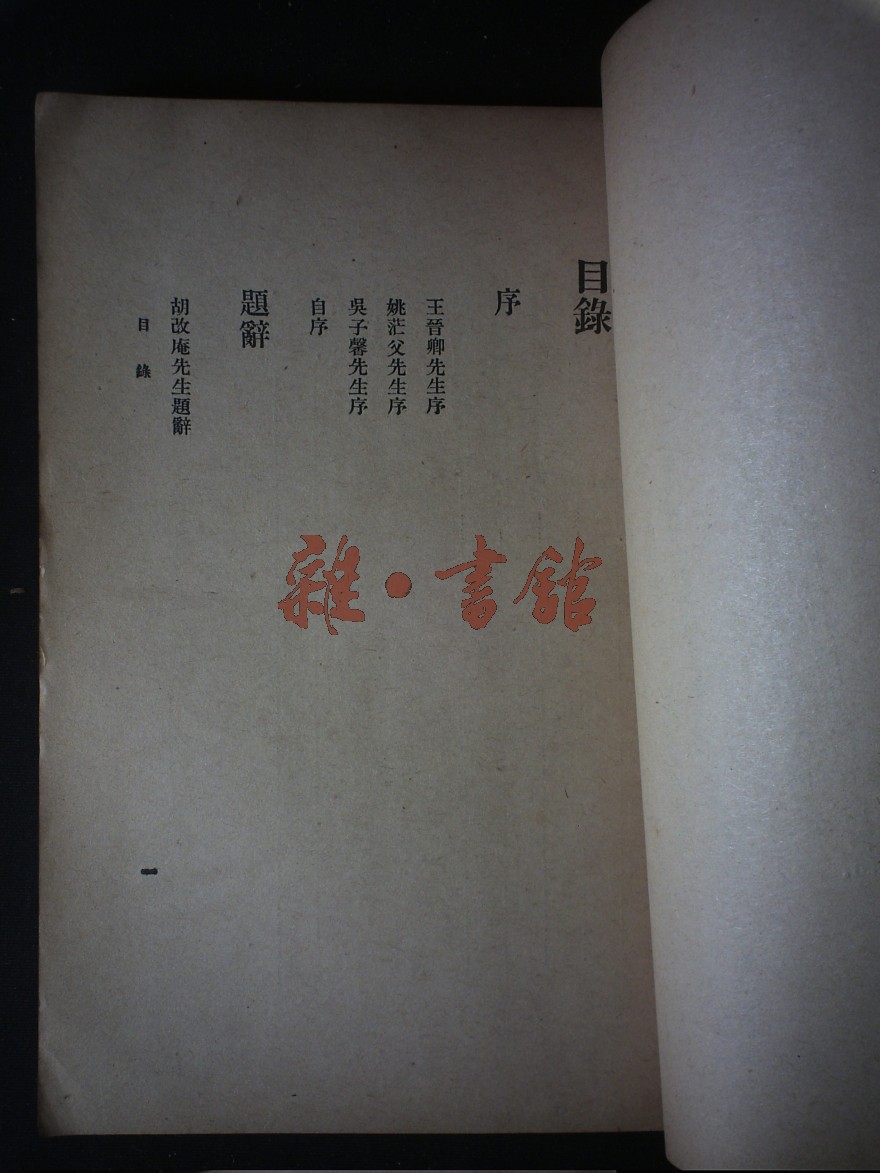 目錄
序
王晉卿先生序
姚茫父先生序
吳子馨先生序
自序
題辭
胡改庵先生題辭
目錄
一
雜·書館